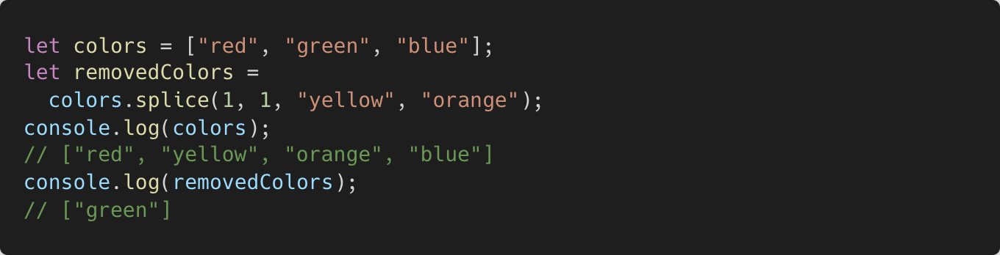 let colors = ["red", "green", "blue"];
let removedColors =
  colors.splice(1, 1, "yellow", "orange");
console.log(colors);
// ["red", "yellow", "orange", "blue"]
console.log(removedColors);
// ["green"]